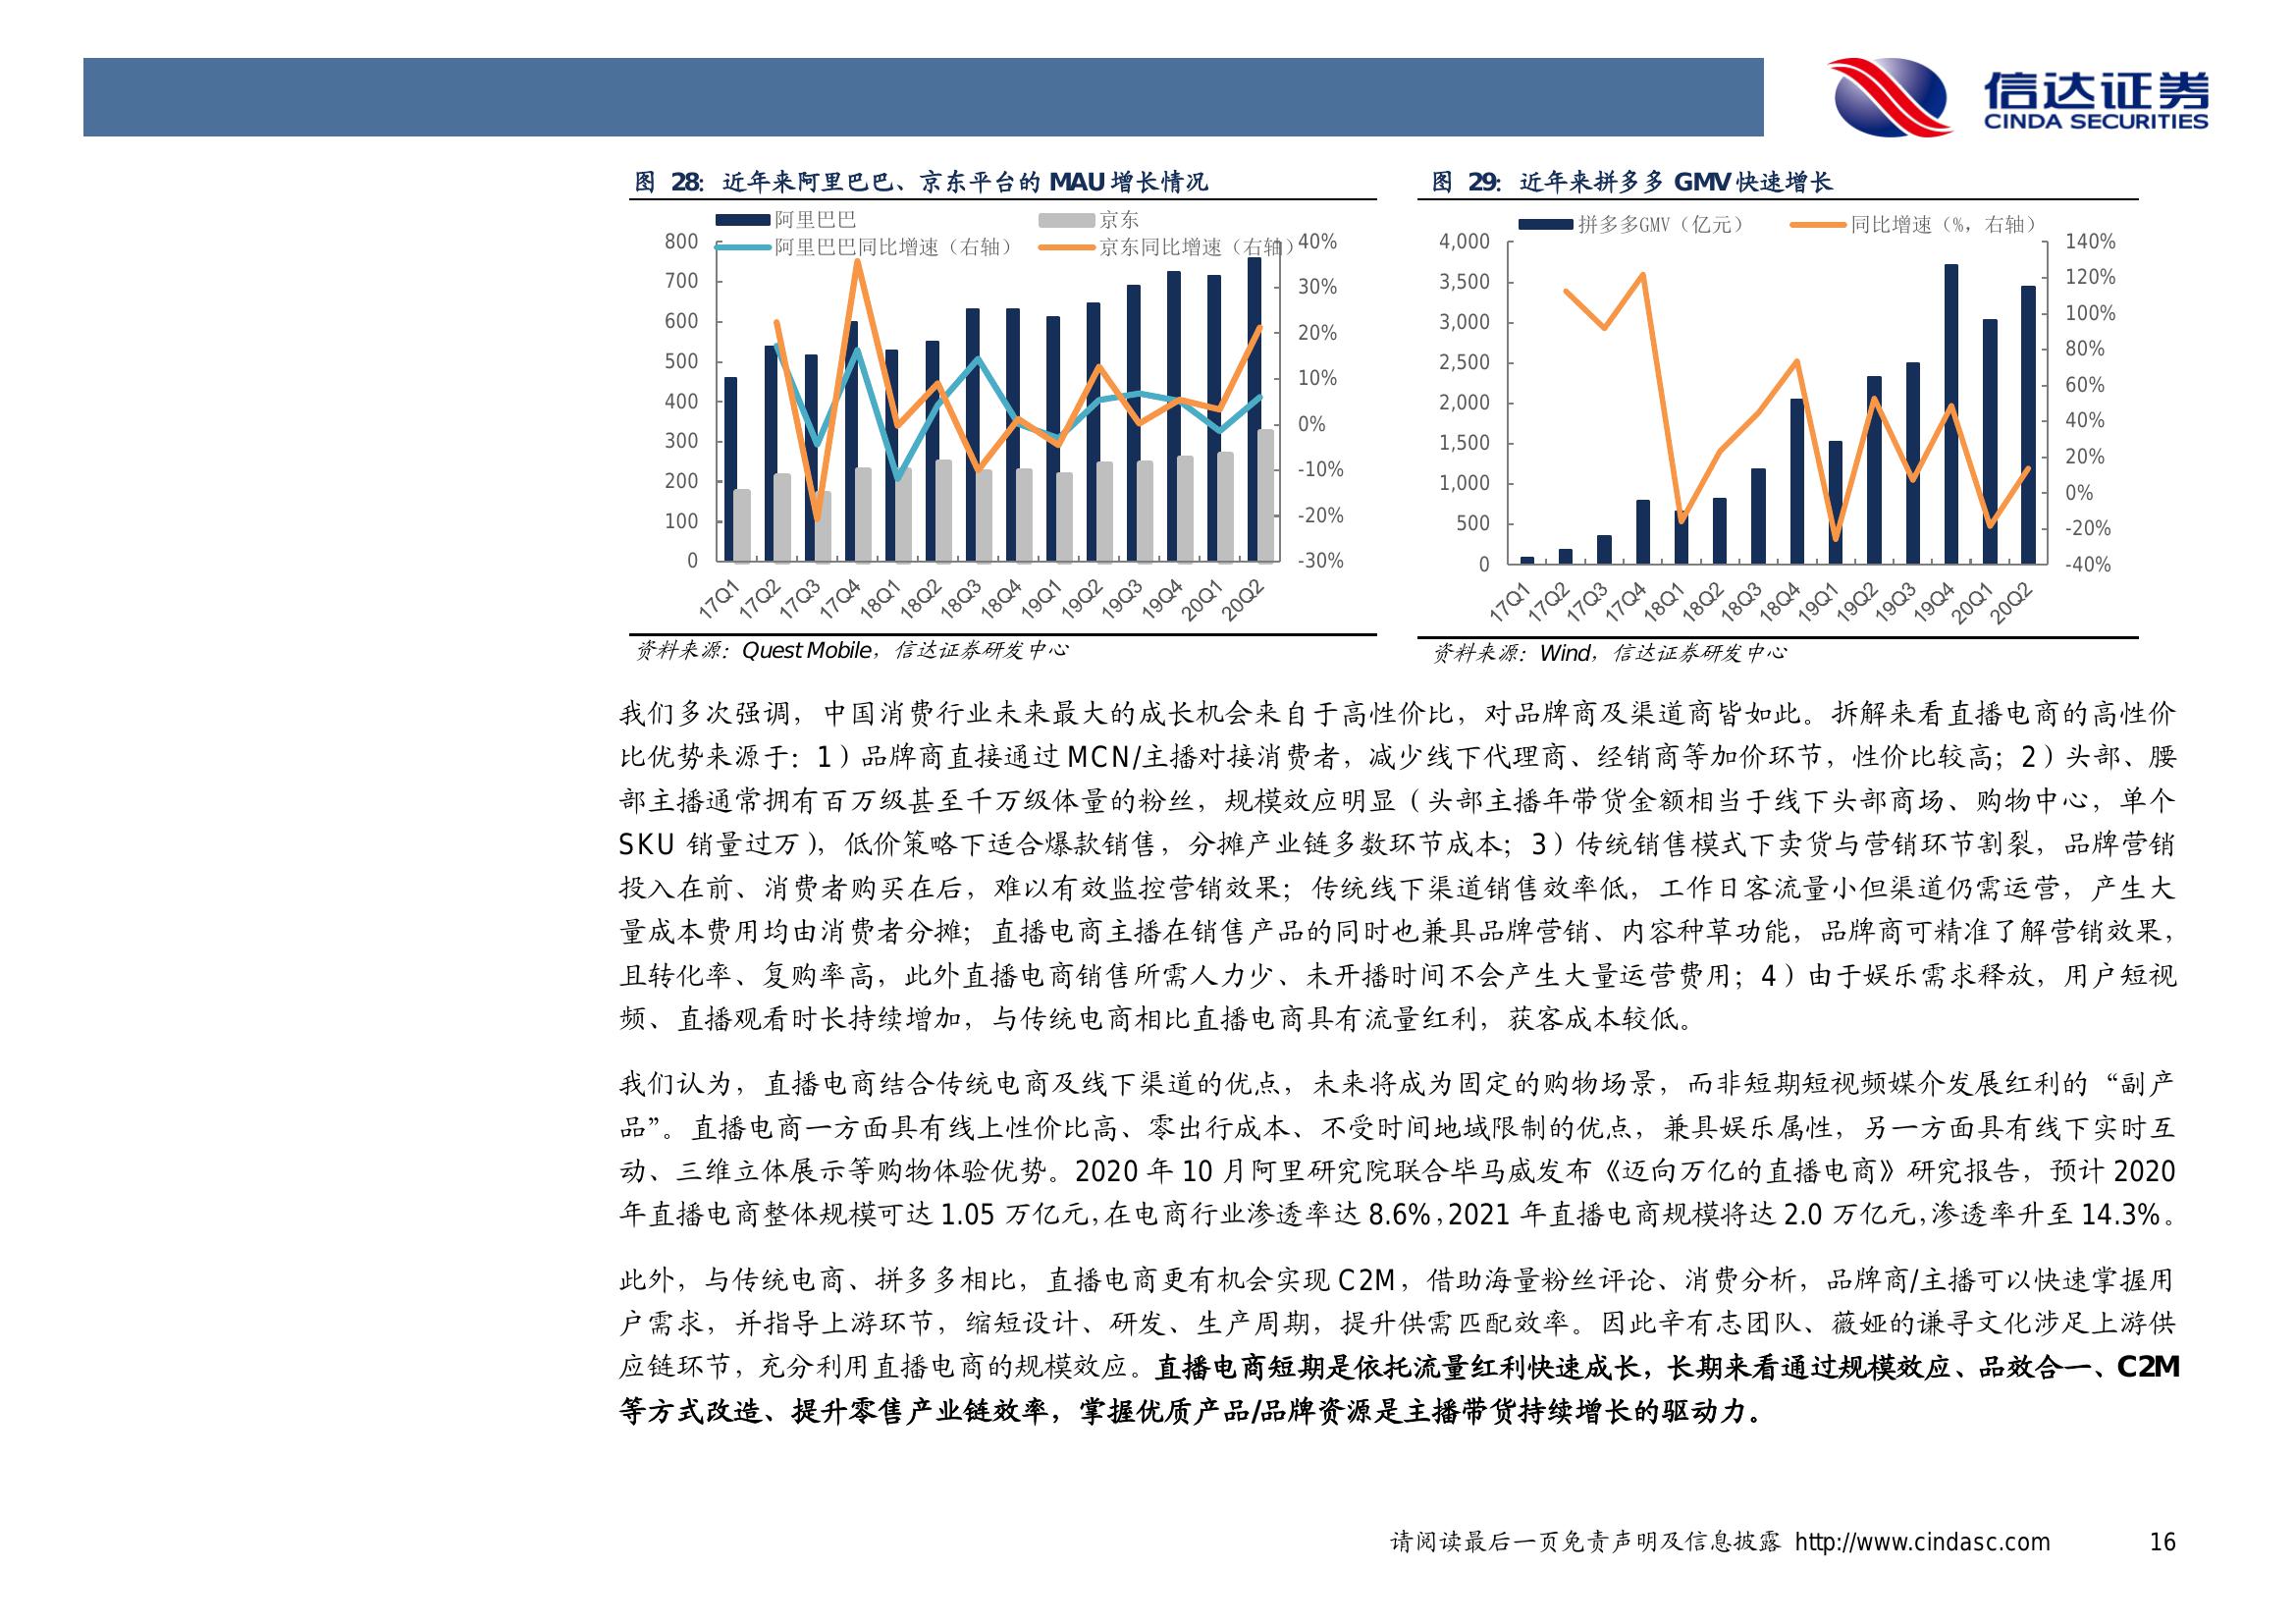 信达证券
CINDA SECURITIES
图 28：近年来阿里巴巴、京东平台的 MAU 增长情况
阿里巴巴
京东
阿里巴巴同比增速（右轴）
京东同比增速（右轴）
800
700
600
500
400
300
200
100
0
40%
30%
20%
10%
0%
-10%
-20%
-30%
17Q1
17Q2
17Q3
17Q4
18Q1
18Q2
18Q3
18Q4
19Q1
19Q2
19Q3
19Q4
20Q1
20Q2
资料来源：Quest Mobile，信达证券研发中心
图 29：近年来拼多多 GMV 快速增长
拼多多GMV（亿元）
同比增速（%，右轴）
4,000
3,500
3,000
2,500
2,000
1,500
1,000
500
0
140%
120%
100%
80%
60%
40%
20%
0%
-20%
-40%
17Q1
17Q2
17Q3
17Q4
18Q1
18Q2
18Q3
18Q4
19Q1
19Q2
19Q3
19Q4
20Q1
20Q2
资料来源：Wind，信达证券研发中心
我们多次强调，中国消费行业未来最大的成长机会来自于高性价比，对品牌商及渠道商皆如此。拆解来看直播电商的高性价
比优势来源于：1）品牌商直接通过 MCN/主播对接消费者，减少线下代理商、经销商等加价环节，性价比较高；2）头部、腰
部主播通常拥有百万级甚至千万级体量的粉丝，规模效应明显（头部主播年带货金额相当于线下头部商场、购物中心，单个
SKU 销量过万），低价策略下适合爆款销售，分摊产业链多数环节成本；3）传统销售模式下卖货与营销环节割裂，品牌营销
投入在前、消费者购买在后，难以有效监控营销效果；传统线下渠道销售效率低，工作日客流量小但渠道仍需运营，产生大
量成本费用均由消费者分摊；直播电商主播在销售产品的同时也兼具品牌营销、内容种草功能，品牌商可精准了解营销效果，
且转化率、复购率高，此外直播电商销售所需人力少、未开播时间不会产生大量运营费用；4）由于娱乐需求释放，用户短视
频、直播观看时长持续增加，与传统电商相比直播电商具有流量红利，获客成本较低。
我们认为，直播电商结合传统电商及线下渠道的优点，未来将成为固定的购物场景，而非短期短视频媒介发展红利的“副产
品”。直播电商一方面具有线上性价比高、零出行成本、不受时间地域限制的优点，兼具娱乐属性，另一方面具有线下实时互
动、三维立体展示等购物体验优势。2020 年 10 月阿里研究院联合毕马威发布《迈向万亿的直播电商》研究报告，预计 2020
年直播电商整体规模可达 1.05 万亿元，在电商行业渗透率达 8.6%，2021 年直播电商规模将达 2.0 万亿元，渗透率升至 14.3%。
此外，与传统电商、拼多多相比，直播电商更有机会实现 C2M，借助海量粉丝评论、消费分析，品牌商/主播可以快速掌握用
户需求，并指导上游环节，缩短设计、研发、生产周期，提升供需匹配效率。因此辛有志团队、薇娅的谦寻文化涉足上游供
应链环节，充分利用直播电商的规模效应。直播电商短期是依托流量红利快速成长，长期来看通过规模效应、品效合一、C2M
等方式改造、提升零售产业链效率，掌握优质产品/品牌资源是主播带货持续增长的驱动力。
请阅读最后一页免责声明及信息披露 http://www.cindasc.com 16